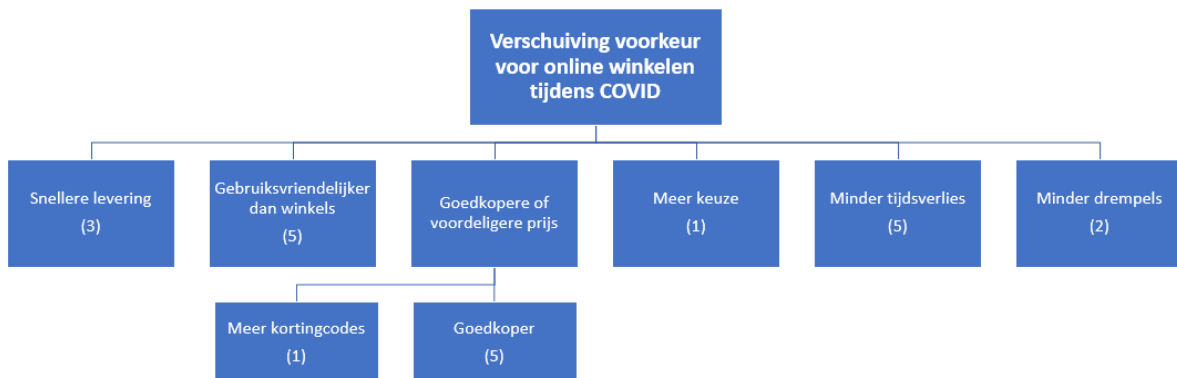 Verschuiving voorkeur
voor online winkelen
tijdens COVID
Snellere levering
(3)
Gebruiksvriendelijker
dan winkels
(5)
Goedkopere of
voordeligere prijs
Meer keuze
(1)
Minder tijdsverlies
(5)
Minder drempels
(2)
Meer kortingcodes
(1)
Goedkoper
(5)